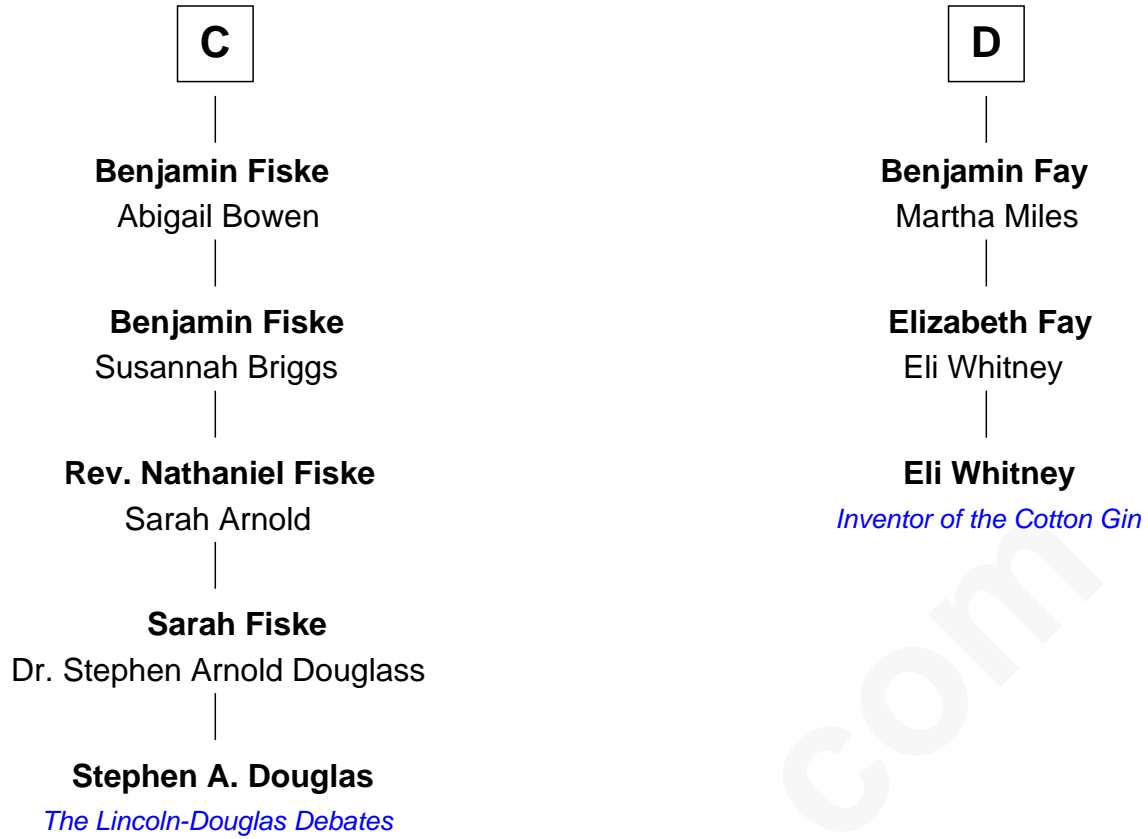 C
Benjamin Fiske
Abigail Bowen
Benjamin Fiske
Susannah Briggs
Rev. Nathaniel Fiske
Sarah Arnold
Sarah Fiske
Dr. Stephen Arnold Douglass
Stephen A. Douglas
The Lincoln-Douglas Debates
D
Benjamin Fay
Martha Miles
Elizabeth Fay
Eli Whitney
Eli Whitney
Inventor of the Cotton Gin
com